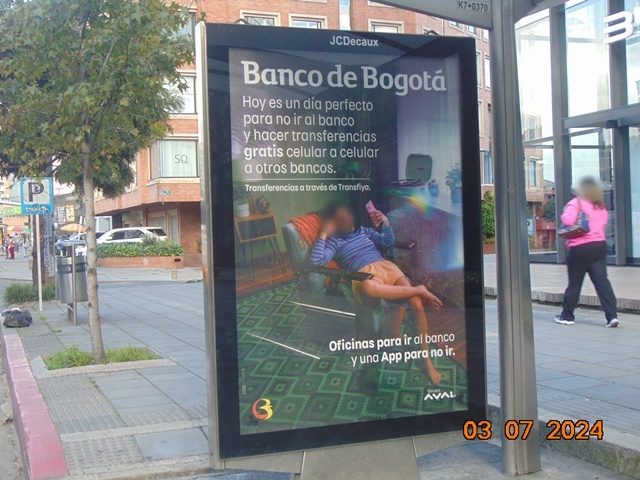 K7+0370
JCDecaux
Banco de Bogotá
Hoy es un día perfecto
para no ir al banco
y hacer transferencias
gratis celular a celular
a otros bancos.
Transferencias a través de Transfiya.
SQ
P
Oficinas para ir al banco
y una App para no ir.
Grupo
AVAL
03 07 2024